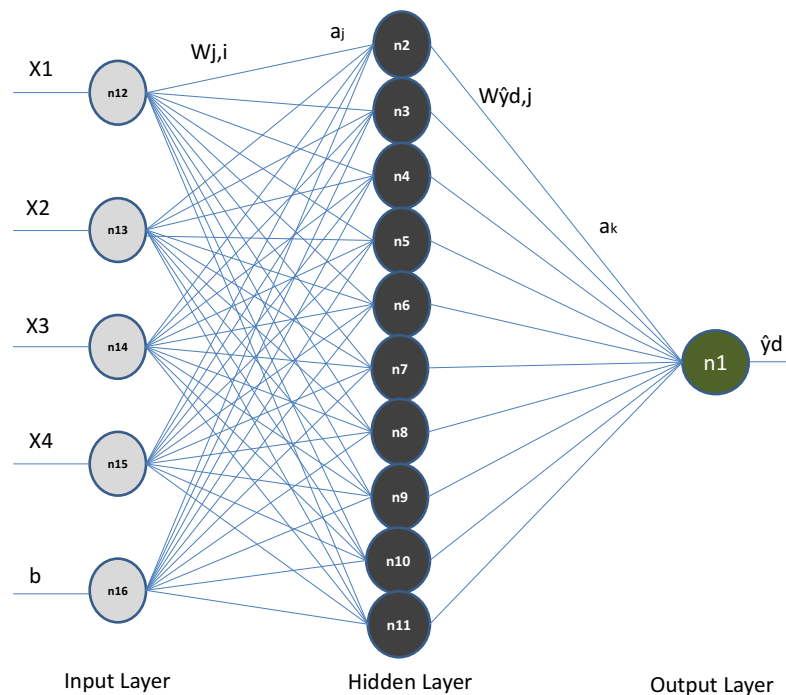 X1
X2
X3
X4
b
n12
n13
n14
n15
n16
Wj,i
aj
n2
n3
n4
n5
n6
n7
n8
n9
n10
n11
Wŷd,j
ak
n1
ŷd
Input Layer
Hidden Layer
Output Layer